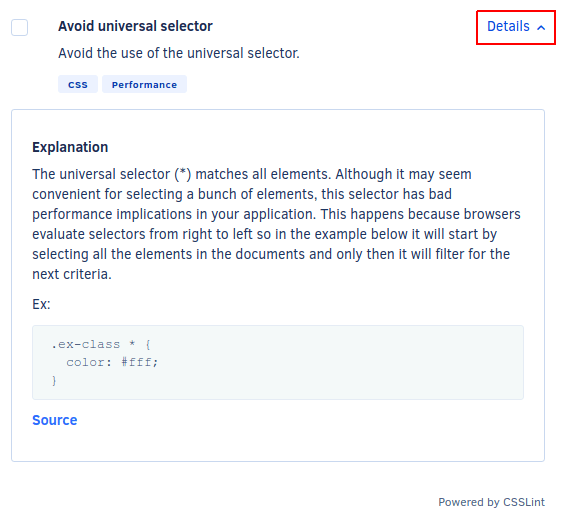 Avoid universal selector
Details
Avoid the use of the universal selector.
CSS
Performance
Explanation
The universal selector (*) matches all elements. Although it may seem
convenient for selecting a bunch of elements, this selector has bad
performance implications in your application. This happens because browsers
evaluate selectors from right to left so in the example below it will start by
selecting all the elements in the documents and only then it will filter for the
next criteria.
Ex:
.ex-class * {
  color: #fff;
}
Source
Powered by CSSLint